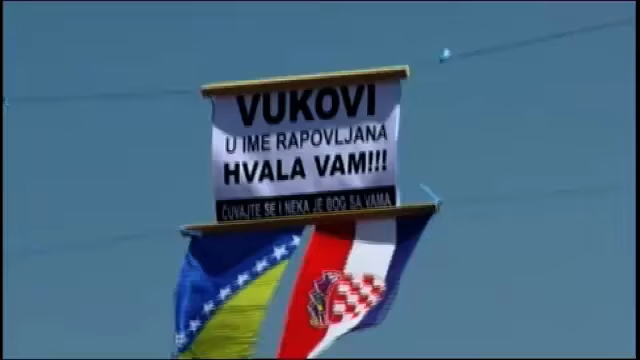 VUKOVI
U IME RAPOVLJANA
HVALA VAM!!!
ČUVAJTE SE I NEKA JE BOG SA VAMA